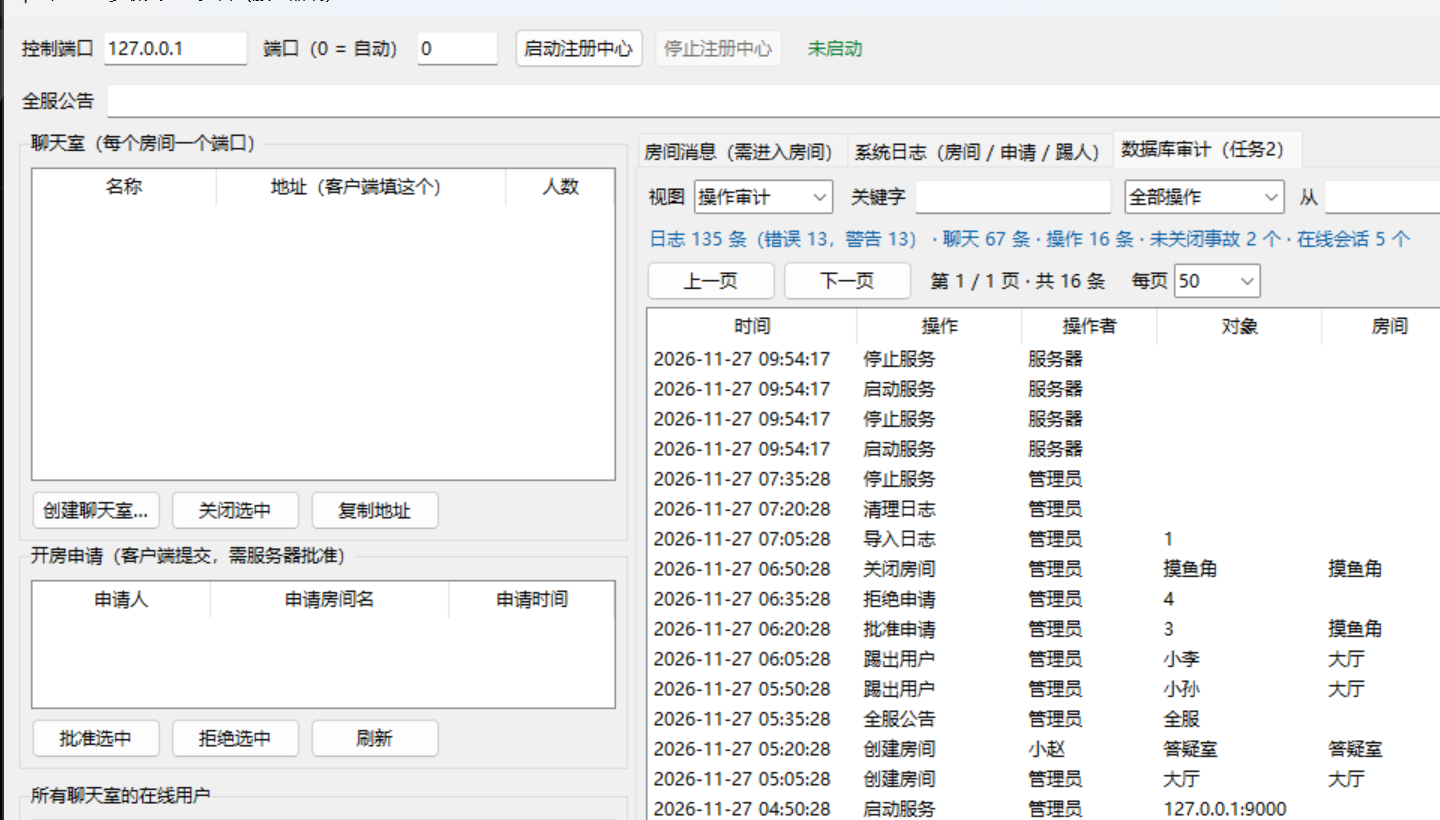 控制端口 127.0.0.1 端口（0 = 自动） 0 启动注册中心 停止注册中心 未启动
全服公告
聊天室（每个房间一个端口）
名称 地址（客户端填这个） 人数
创建聊天室... 关闭选中 复制地址
开房申请（客户端提交，需服务器批准）
申请人 申请房间名 申请时间
批准选中 拒绝选中 刷新
所有聊天室的在线用户
房间消息（需进入房间） 系统日志（房间 / 申请 / 踢人） 数据库审计（任务2）
视图 操作审计 关键字 全部操作 从
日志 135 条（错误 13，警告 13） · 聊天 67 条 · 操作 16 条 · 未关闭事故 2 个 · 在线会话 5 个
上一页 下一页 第 1 / 1 页 · 共 16 条 每页 50
时间 操作 操作者 对象 房间
2026-11-27 09:54:17 停止服务 服务器
2026-11-27 09:54:17 启动服务 服务器
2026-11-27 09:54:17 停止服务 服务器
2026-11-27 09:54:17 启动服务 服务器
2026-11-27 07:35:28 停止服务 管理员
2026-11-27 07:20:28 清理日志 管理员
2026-11-27 07:05:28 导入日志 管理员 1
2026-11-27 06:50:28 关闭房间 管理员 摸鱼角 摸鱼角
2026-11-27 06:35:28 拒绝申请 管理员 4
2026-11-27 06:20:28 批准申请 管理员 3 摸鱼角
2026-11-27 06:05:28 踢出用户 管理员 小李 大厅
2026-11-27 05:50:28 踢出用户 管理员 小孙 大厅
2026-11-27 05:35:28 全服公告 管理员 全服
2026-11-27 05:20:28 创建房间 小赵 答疑室 答疑室
2026-11-27 05:05:28 创建房间 管理员 大厅 大厅
2026-11-27 04:50:28 启动服务 管理员 127.0.0.1:9000